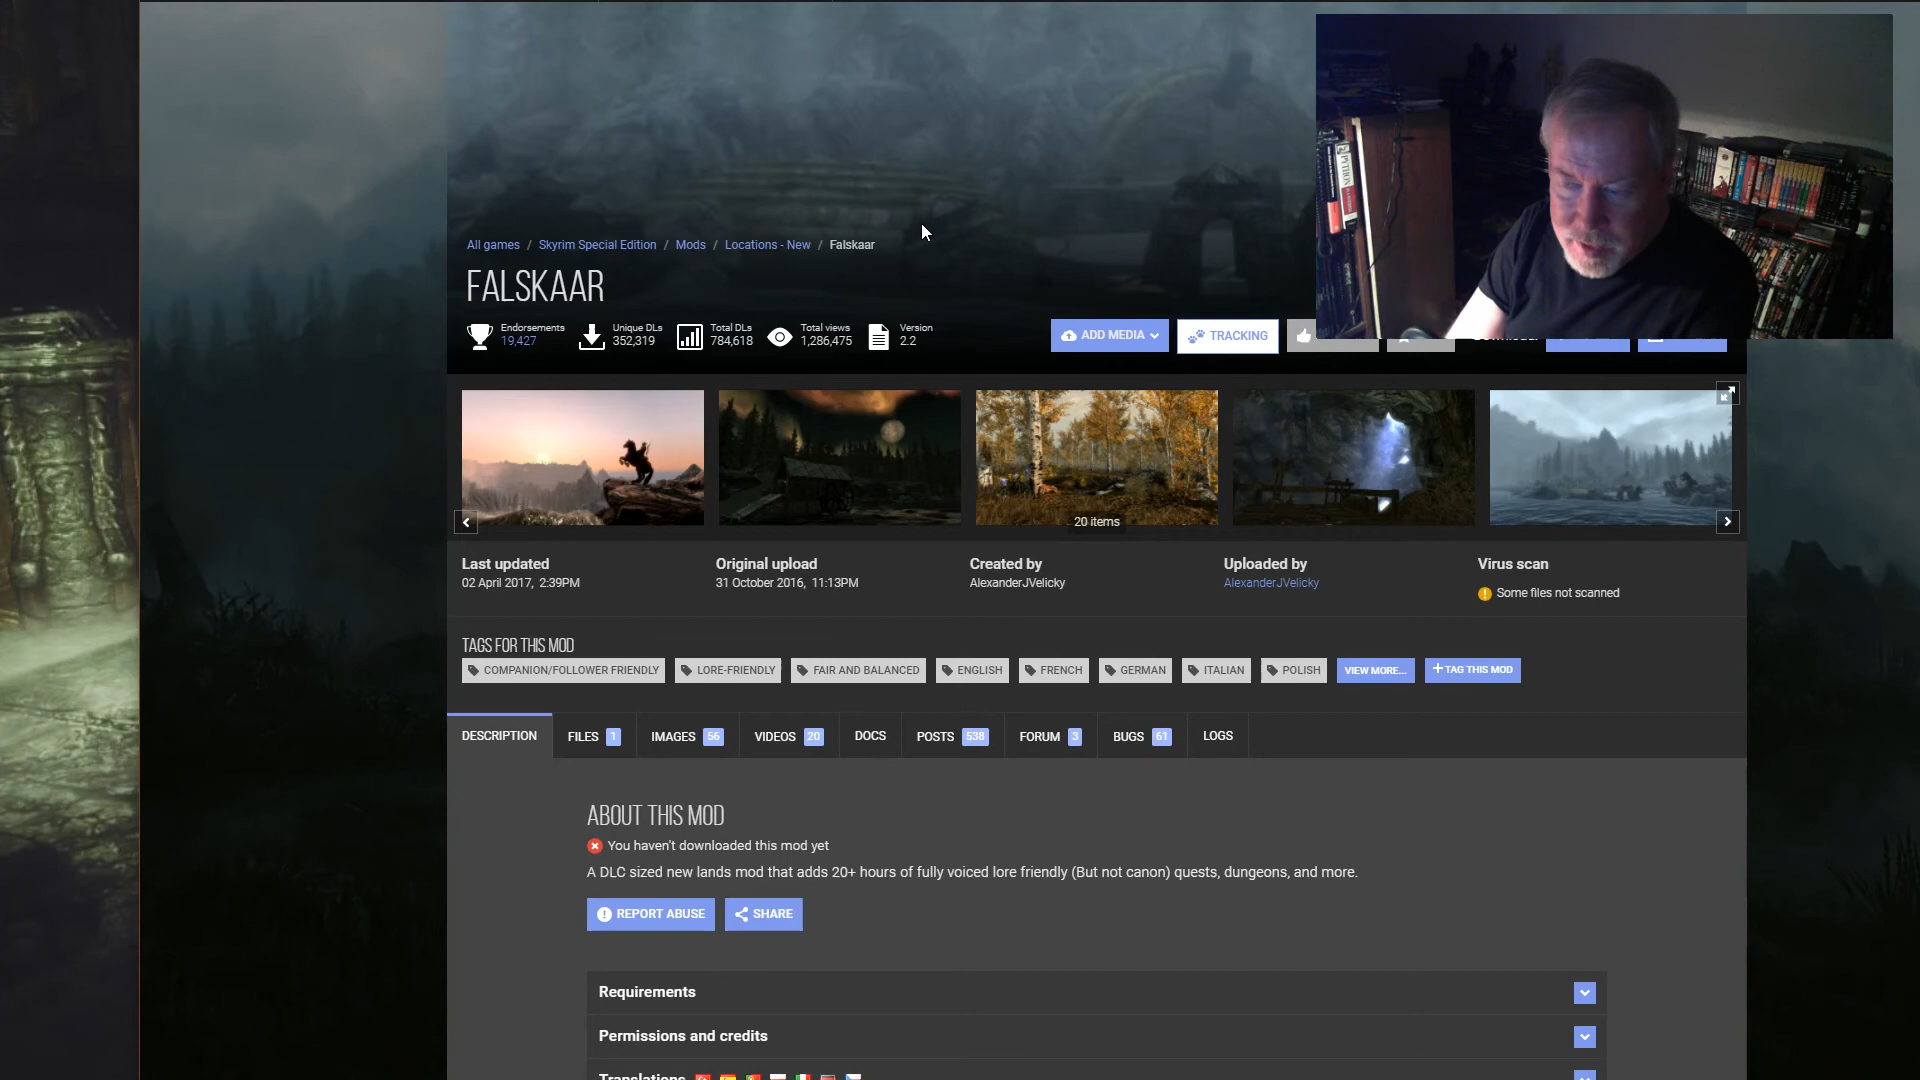 All games / Skyrim Special Edition / Mods / Locations - New / Falskaar
FALSKAAR
Endorsements
19,427
Unique DLs
352,319
Total DLs
784,618
Total views
1,286,475
Version
2.2
ADD MEDIA
TRACKING
20 items
Last updated
02 April 2017, 2:39PM
Original upload
31 October 2016, 11:13PM
Created by
AlexanderJVelicky
Uploaded by
AlexanderJVelicky
Virus scan
Some files not scanned
TAGS FOR THIS MOD
COMPANION/FOLLOWER FRIENDLY
LORE-FRIENDLY
FAIR AND BALANCED
ENGLISH
FRENCH
GERMAN
ITALIAN
POLISH
VIEW MORE...
TAG THIS MOD
DESCRIPTION
FILES 1
IMAGES 56
VIDEOS 20
DOCS
POSTS 538
FORUM 3
BUGS 61
LOGS
ABOUT THIS MOD
You haven't downloaded this mod yet
A DLC sized new lands mod that adds 20+ hours of fully voiced lore friendly (But not canon) quests, dungeons, and more.
REPORT ABUSE
SHARE
Requirements
Permissions and credits
Translations
PYTHON